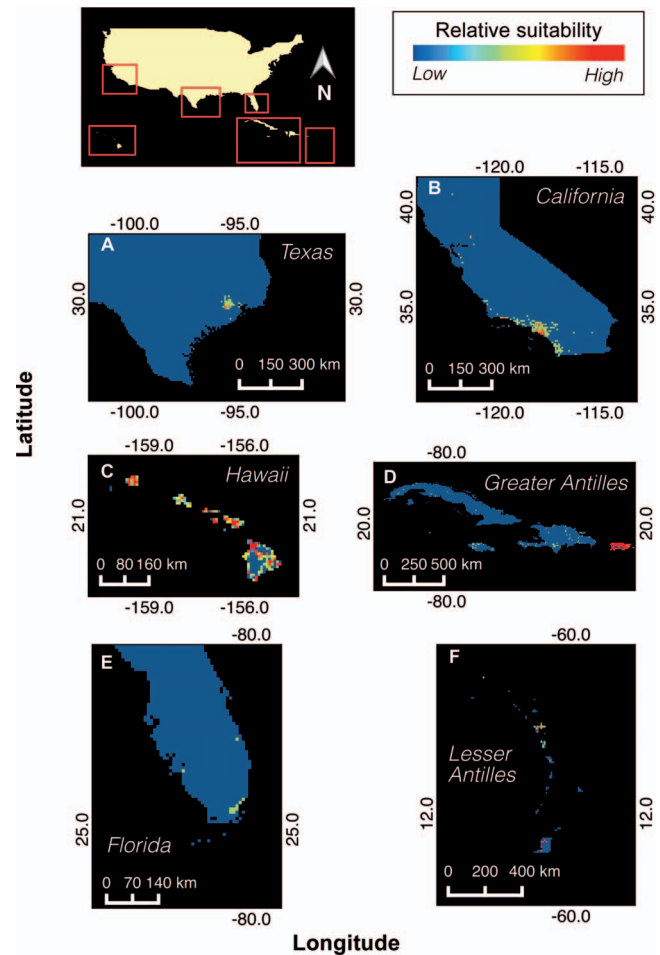 Relative suitability
Low
High
N
-120.0 -115.0
B
California
40.0
40.0
35.0
35.0
0 150 300 km
-120.0 -115.0
-100.0 -95.0
A
Texas
30.0
30.0
0 150 300 km
-100.0 -95.0
Latitude
-159.0 -156.0
C
Hawaii
21.0
21.0
0 80 160 km
-159.0 -156.0
-80.0
D
Greater Antilles
20.0
20.0
0 250 500 km
-80.0
-80.0
E
25.0
25.0
Florida
0 70 140 km
-80.0
-60.0
F
Lesser
Antilles
12.0
12.0
0 200 400 km
-60.0
Longitude